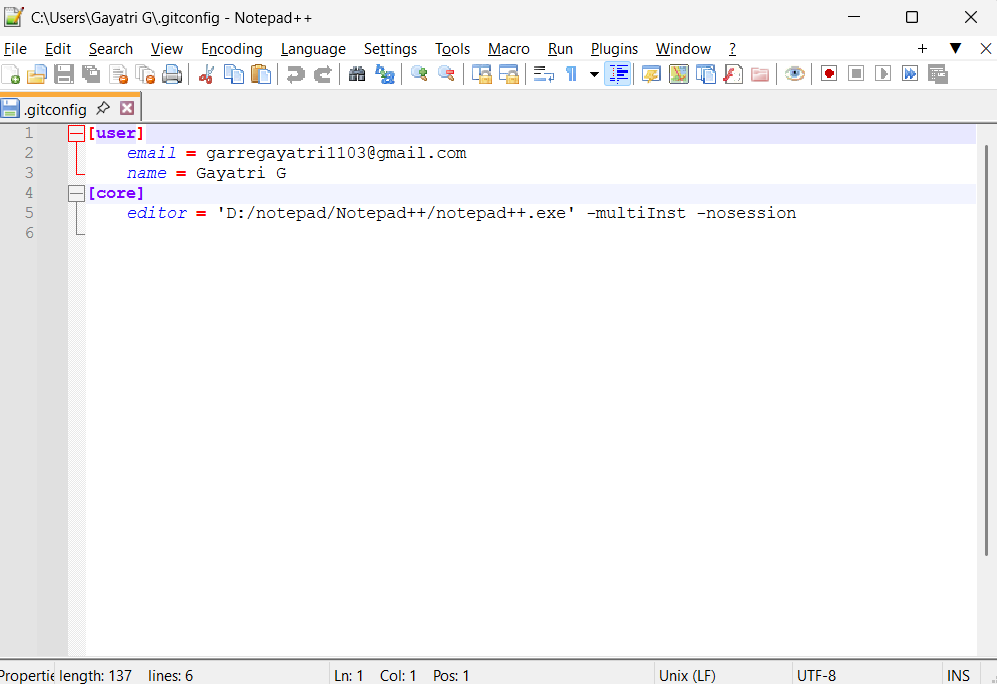 C:\Users\Gayatri G\.gitconfig - Notepad++
File Edit Search View Encoding Language Settings Tools Macro Run Plugins Window ? + ▼ X
.gitconfig
1 [user]
2 email = garregayatri1103@gmail.com
3 name = Gayatri G
4 [core]
5 editor = 'D:/notepad/Notepad++/notepad++.exe' -multiInst -nosession
6
Propertie length: 137 lines: 6 Ln: 1 Col: 1 Pos: 1 Unix (LF) UTF-8 INS